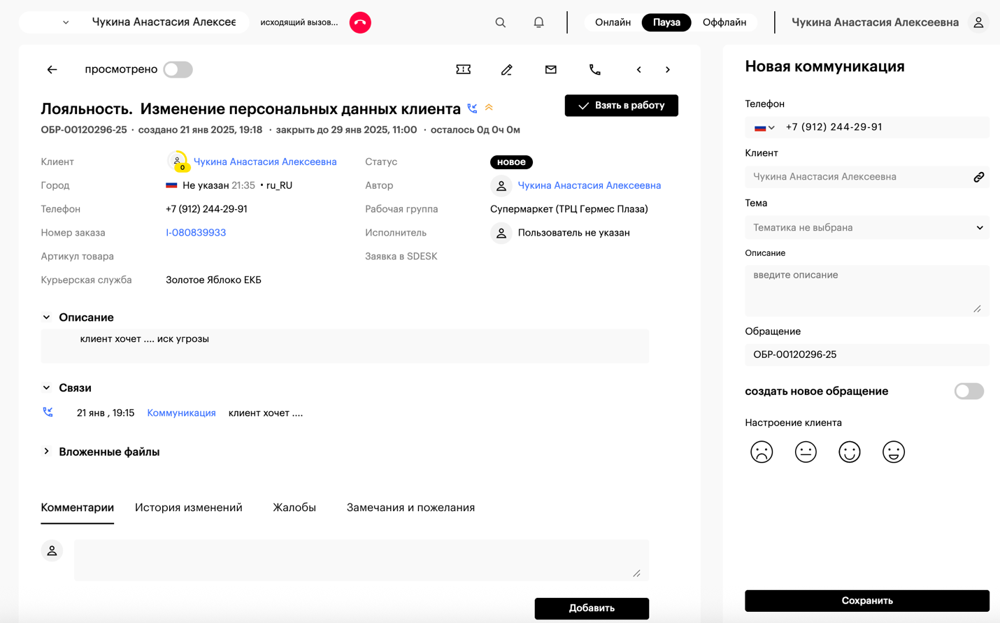 Чукина Анастасия Алексее
исходящий вызов...
Онлайн
Пауза
Оффлайн
Чукина Анастасия Алексеевна
просмотрено
Лояльность. Изменение персональных данных клиента
Взять в работу
ОБР-00120296-25 · создано 21 янв 2025, 19:18 · закрыть до 29 янв 2025, 11:00 · осталось 0д 0ч 0м
Клиент
0
Чукина Анастасия Алексеевна
Статус
новое
Город
Не указан 21:35 • ru_RU
Автор
Чукина Анастасия Алексеевна
Телефон
+7 (912) 244-29-91
Рабочая группа
Супермаркет (ТРЦ Гермес Плаза)
Номер заказа
I-080839933
Исполнитель
Пользователь не указан
Артикул товара
Заявка в SDESK
Курьерская служба
Золотое Яблоко ЕКБ
Описание
клиент хочет .... иск угрозы
Связи
21 янв , 19:15
Коммуникация
клиент хочет ....
Вложенные файлы
Комментарии
История изменений
Жалобы
Замечания и пожелания
Добавить
Новая коммуникация
Телефон
+7 (912) 244-29-91
Клиент
Чукина Анастасия Алексеевна
Тема
Тематика не выбрана
Описание
введите описание
Обращение
ОБР-00120296-25
создать новое обращение
Настроение клиента
Сохранить